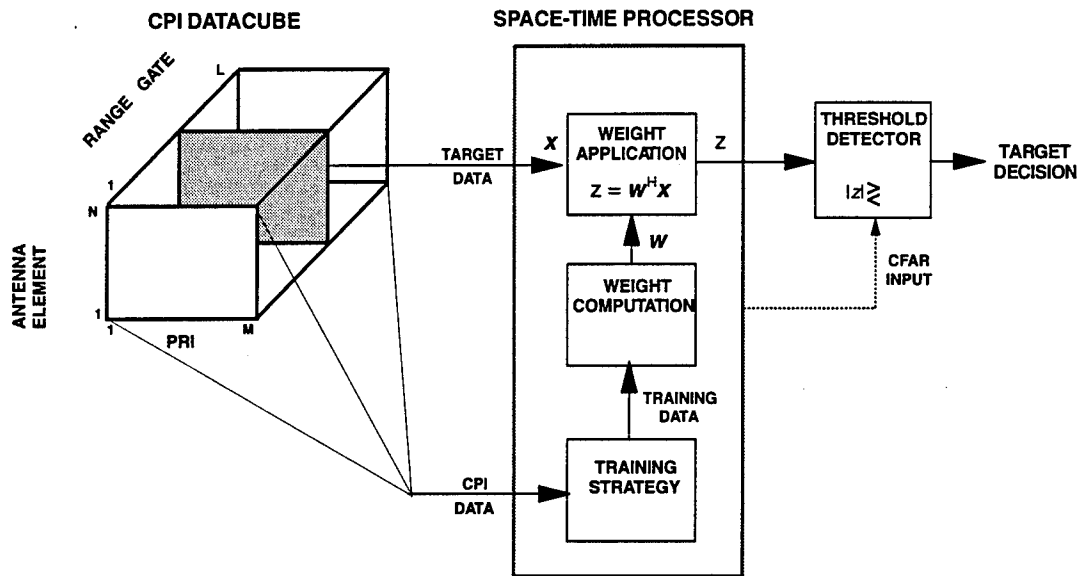 CPI DATACUBE
SPACE-TIME PROCESSOR
RANGE GATE
L
1
N
ANTENNA
ELEMENT
1
1
PRI
M
TARGET
DATA
X
WEIGHT
APPLICATION
Z = W^H X
Z
THRESHOLD
DETECTOR
|z| ≷
TARGET
DECISION
W
CFAR
INPUT
WEIGHT
COMPUTATION
TRAINING
DATA
CPI
DATA
TRAINING
STRATEGY